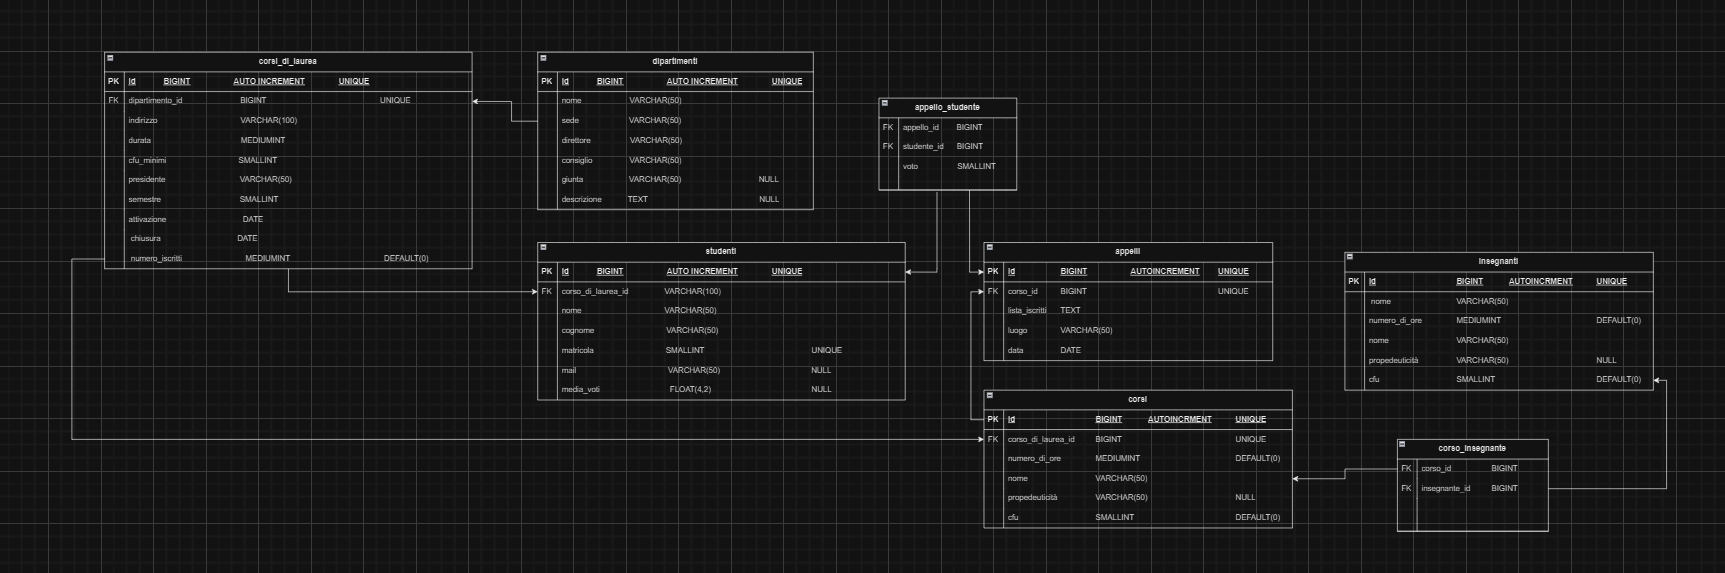 corsi_di_laurea
PK Id BIGINT AUTO INCREMENT UNIQUE
FK dipartimento_id BIGINT UNIQUE
indirizzo VARCHAR(100)
durata MEDIUMINT
cfu_minimi SMALLINT
presidente VARCHAR(50)
semestre SMALLINT
attivazione DATE
chiusura DATE
numero_iscritti MEDIUMINT DEFAULT(0)
dipartimenti
PK Id BIGINT AUTO INCREMENT UNIQUE
nome VARCHAR(50)
sede VARCHAR(50)
direttore VARCHAR(50)
consiglio VARCHAR(50)
giunta VARCHAR(50) NULL
descrizione TEXT NULL
appello_studente
FK appello_id BIGINT
FK studente_id BIGINT
voto SMALLINT
studenti
PK Id BIGINT AUTO INCREMENT UNIQUE
FK corso_di_laurea_id VARCHAR(100)
nome VARCHAR(50)
cognome VARCHAR(50)
matricola SMALLINT UNIQUE
mail VARCHAR(50) NULL
media_voti FLOAT(4,2) NULL
appelli
PK Id BIGINT AUTOINCREMENT UNIQUE
FK corso_id BIGINT UNIQUE
lista_iscritti TEXT
luogo VARCHAR(50)
data DATE
insegnanti
PK Id BIGINT AUTOINCRMENT UNIQUE
nome VARCHAR(50)
numero_di_ore MEDIUMINT DEFAULT(0)
nome VARCHAR(50)
propedeuticità VARCHAR(50) NULL
cfu SMALLINT DEFAULT(0)
corsi
PK Id BIGINT AUTOINCRMENT UNIQUE
FK corso_di_laurea_id BIGINT UNIQUE
numero_di_ore MEDIUMINT DEFAULT(0)
nome VARCHAR(50)
propedeuticità VARCHAR(50) NULL
cfu SMALLINT DEFAULT(0)
corso_insegnante
FK corso_id BIGINT
FK insegnante_id BIGINT